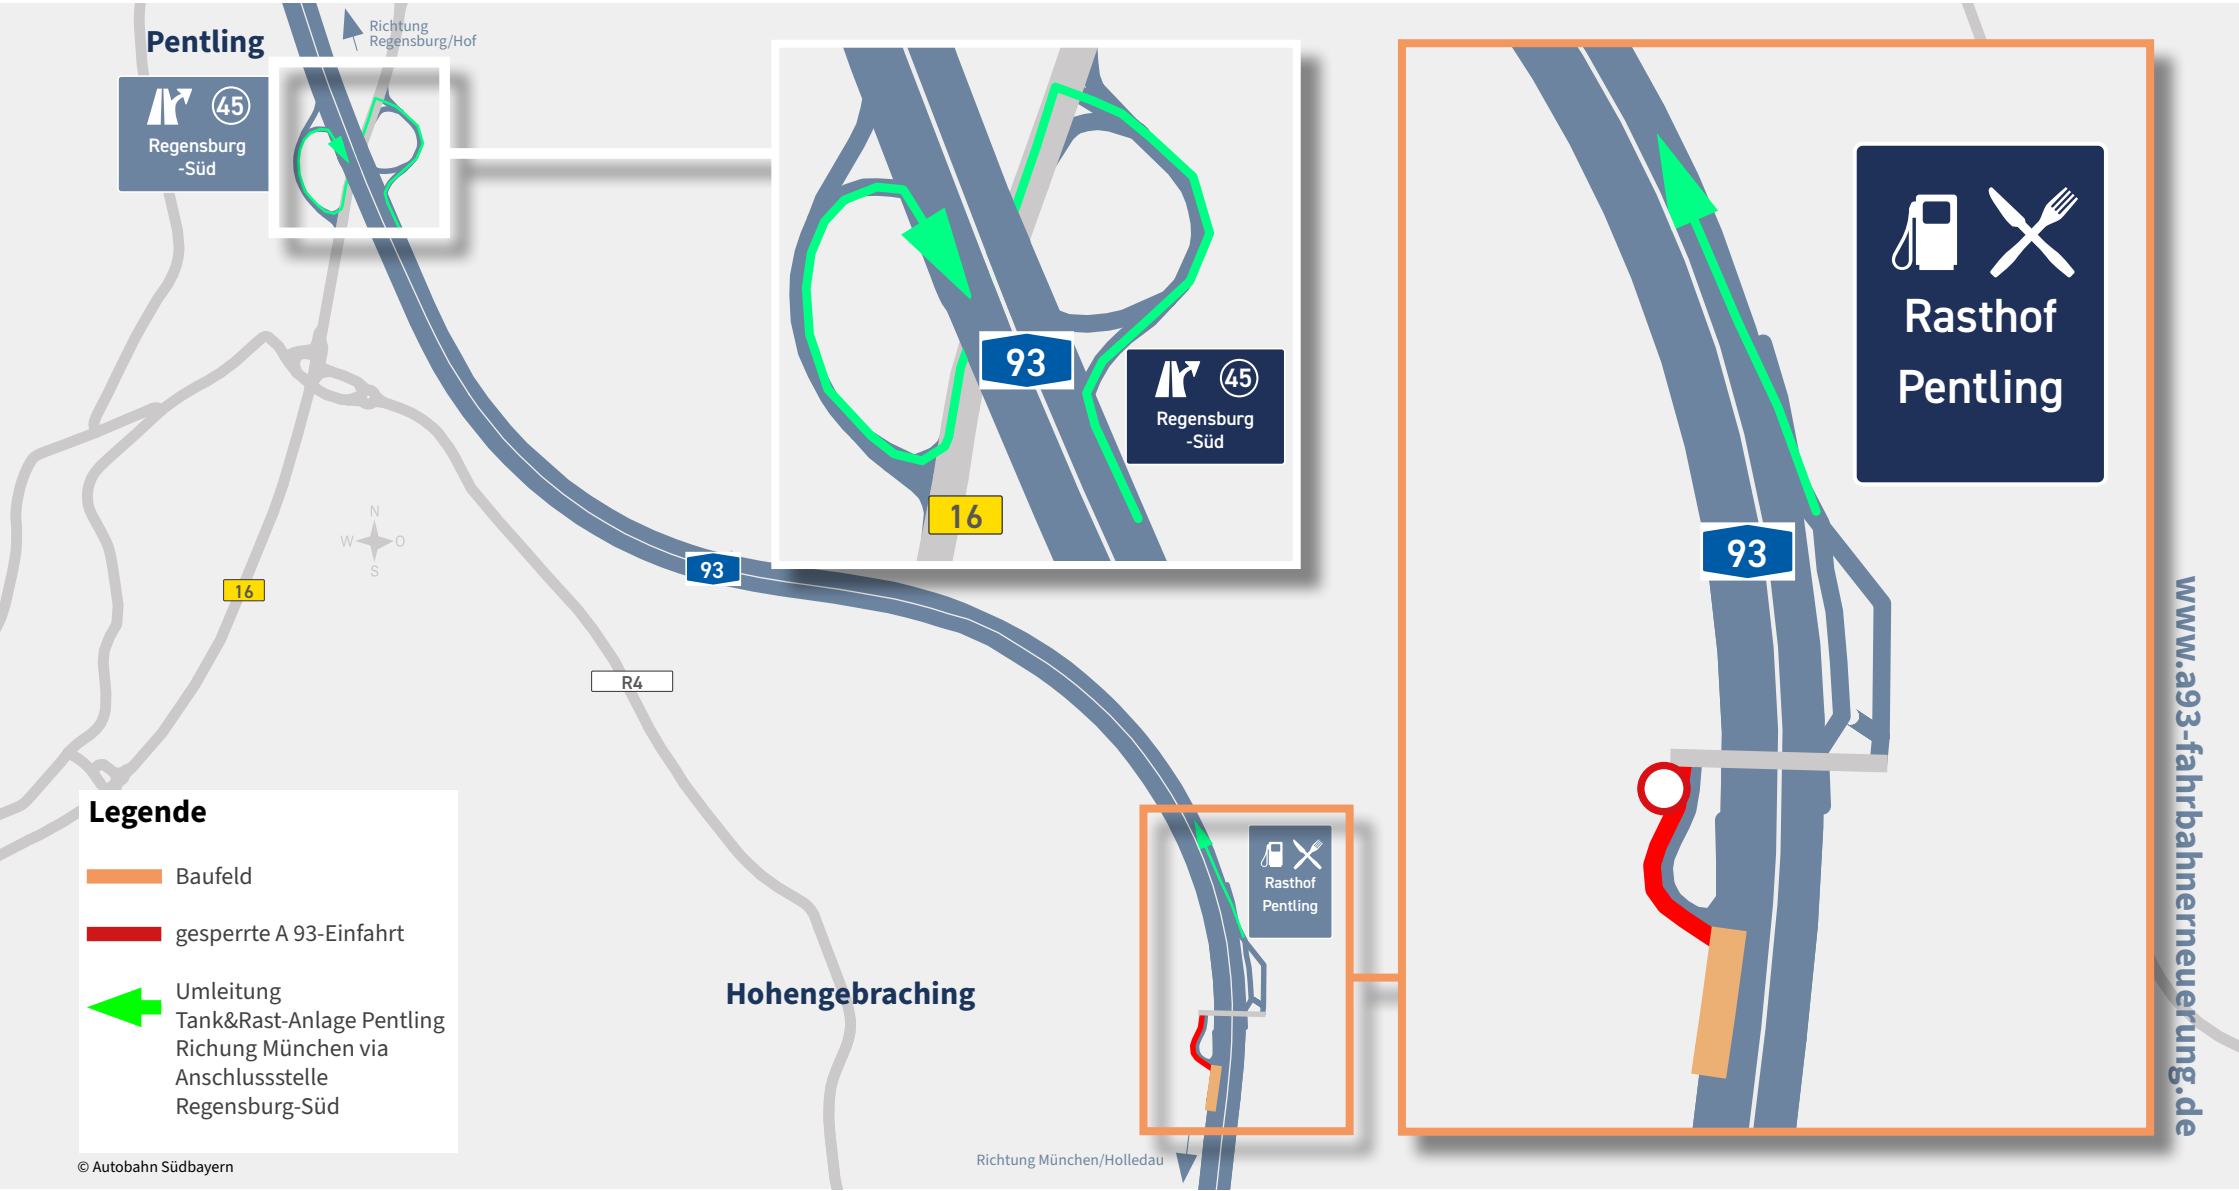 Pentling
Richtung
Regensburg/Hof
45
Regensburg
-Süd
93
45
Regensburg
-Süd
16
Rasthof
Pentling
93
N
W O
S
93
16
R4
Rasthof
Pentling
Hohengebraching
Legende
Baufeld
gesperrte A 93-Einfahrt
Umleitung
Tank&Rast-Anlage Pentling
Richung München via
Anschlussstelle
Regensburg-Süd
Richtung München/Holledau
© Autobahn Südbayern
www.a93-fahrbahnerneuerung.de